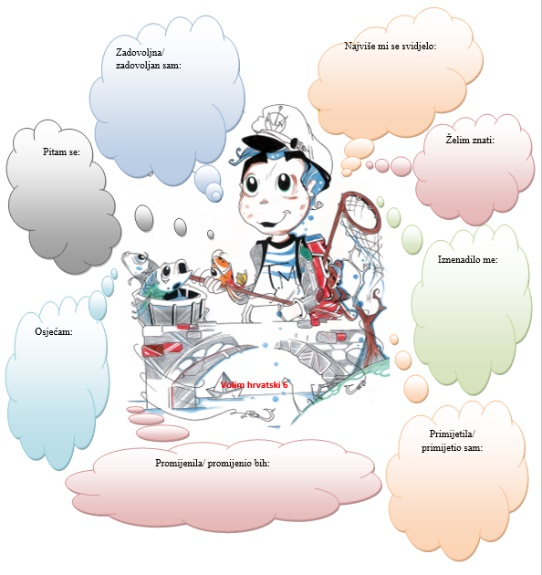 Zadovoljna/
zadovoljan sam:
Najviše mi se svidjelo:
Pitam se:
Želim znati:
Iznenadilo me:
Osjećam:
Volim hrvatski 6
Primijetila/
primijetio sam:
Promijenila/ promijenio bih: